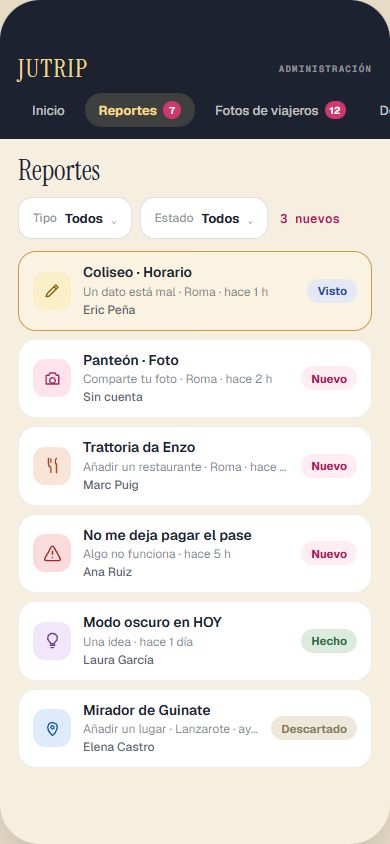 JUTRIP
ADMINISTRACIÓN
Inicio Reportes 7 Fotos de viajeros 12
Reportes
Tipo Todos Estado Todos 3 nuevos
Coliseo · Horario
Un dato está mal · Roma · hace 1 h
Eric Peña
Visto
Panteón · Foto
Comparte tu foto · Roma · hace 2 h
Sin cuenta
Nuevo
Trattoria da Enzo
Añadir un restaurante · Roma · hace ...
Marc Puig
Nuevo
No me deja pagar el pase
Algo no funciona · hace 5 h
Ana Ruiz
Nuevo
Modo oscuro en HOY
Una idea · hace 1 día
Laura García
Hecho
Mirador de Guinate
Añadir un lugar · Lanzarote · ay...
Elena Castro
Descartado